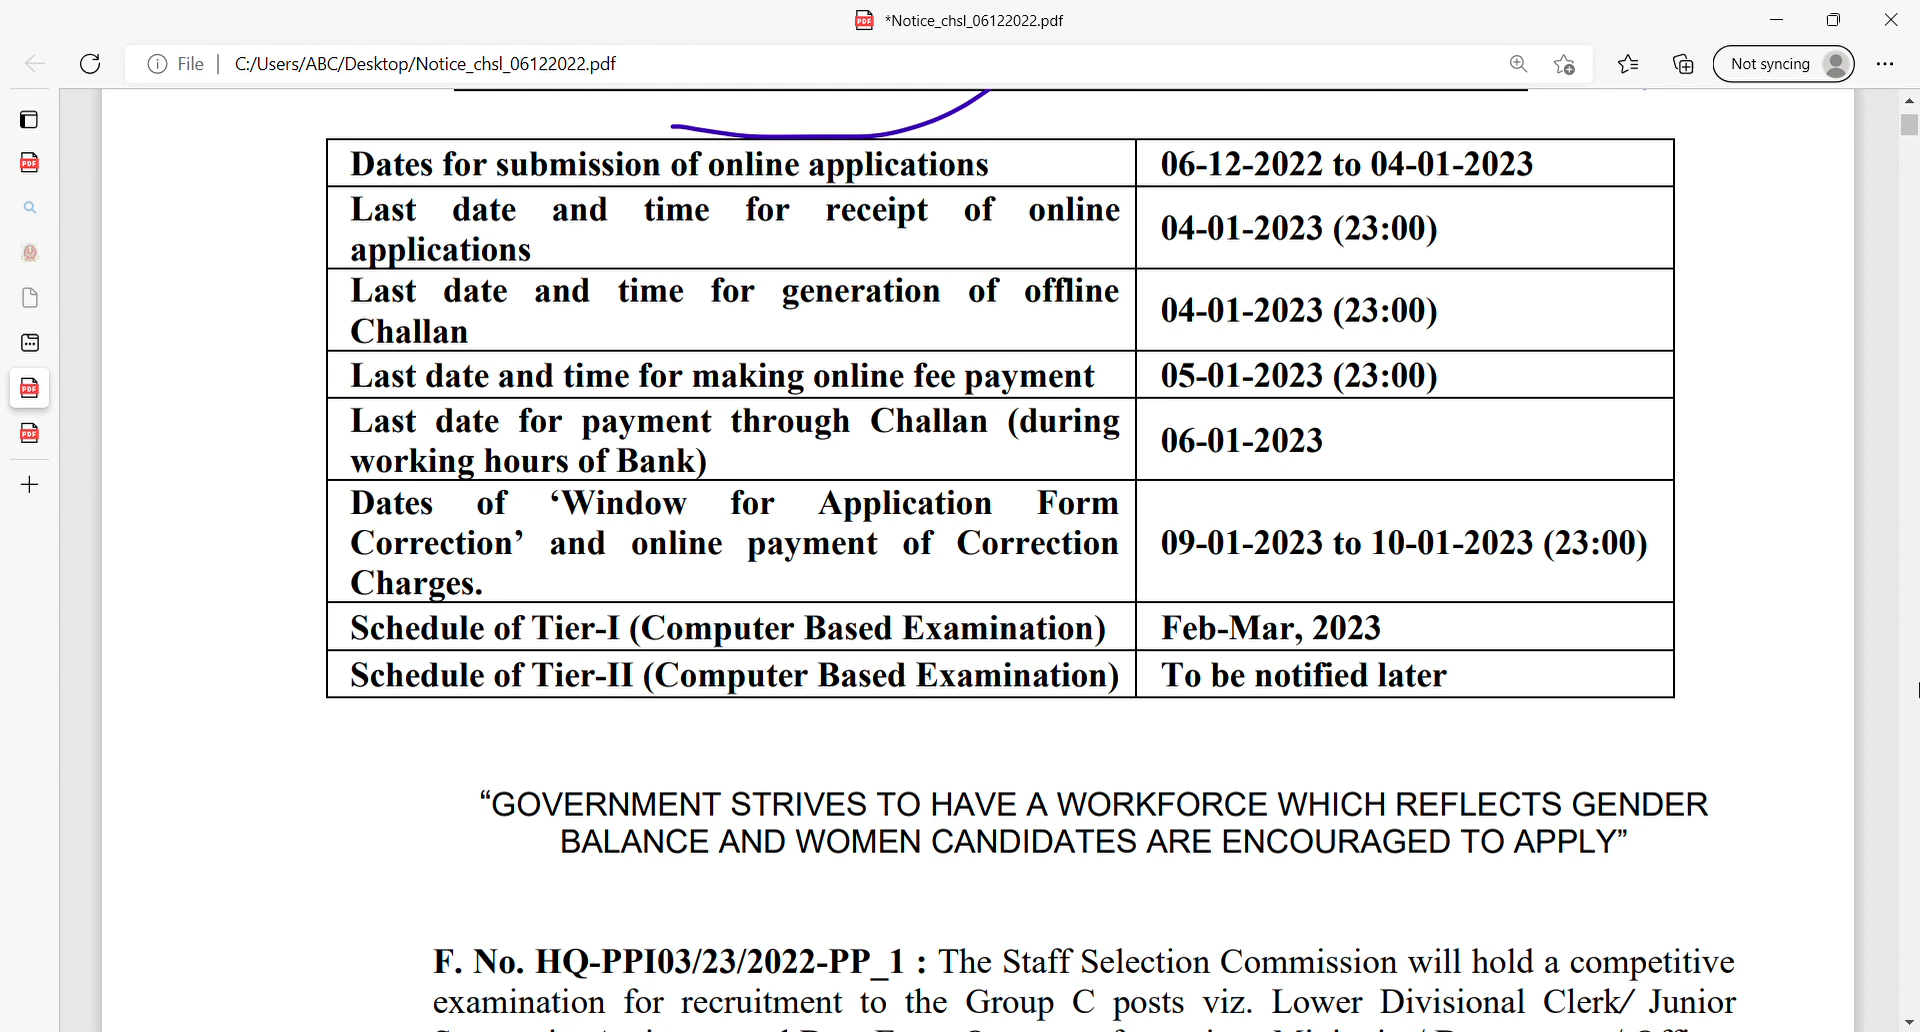 *Notice_chsl_06122022.pdf
File | C:/Users/ABC/Desktop/Notice_chsl_06122022.pdf
Not syncing
Dates for submission of online applications 06-12-2022 to 04-01-2023
Last date and time for receipt of online
applications 04-01-2023 (23:00)
Last date and time for generation of offline
Challan 04-01-2023 (23:00)
Last date and time for making online fee payment 05-01-2023 (23:00)
Last date for payment through Challan (during
working hours of Bank) 06-01-2023
Dates of ‘Window for Application Form
Correction’ and online payment of Correction 09-01-2023 to 10-01-2023 (23:00)
Charges.
Schedule of Tier-I (Computer Based Examination) Feb-Mar, 2023
Schedule of Tier-II (Computer Based Examination) To be notified later
“GOVERNMENT STRIVES TO HAVE A WORKFORCE WHICH REFLECTS GENDER
BALANCE AND WOMEN CANDIDATES ARE ENCOURAGED TO APPLY”
F. No. HQ-PPI03/23/2022-PP_1 : The Staff Selection Commission will hold a competitive
examination for recruitment to the Group C posts viz. Lower Divisional Clerk/ Junior